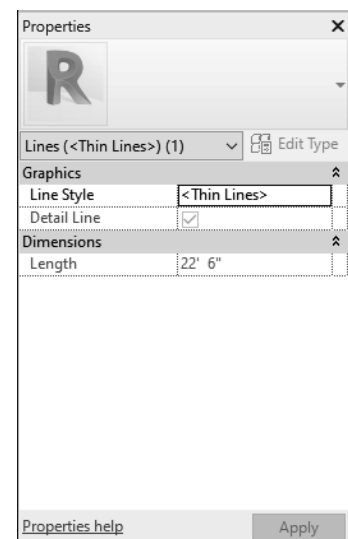 Properties X
R
Lines (<Thin Lines>) (1) Edit Type
Graphics
Line Style <Thin Lines>
Detail Line
Dimensions
Length 22' 6"
Properties help Apply